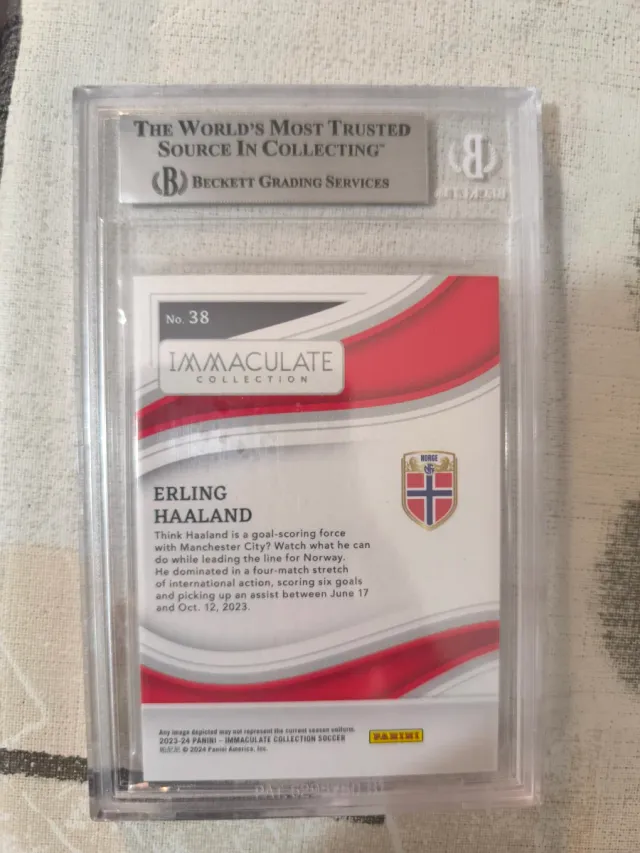 THE WORLD'S MOST TRUSTED
SOURCE IN COLLECTING™
B BECKETT GRADING SERVICES
B
BECKETT
No. 38
IMMACULATE
COLLECTION
NORGE
ERLING
HAALAND
Think Haaland is a goal-scoring force
with Manchester City? Watch what he can
do while leading the line for Norway.
He dominated in a four-match stretch
of international action, scoring six goals
and picking up an assist between June 17
and Oct. 12, 2023.
Any image depicted may not represent the current season uniform.
2023-24 PANINI – IMMACULATE COLLECTION SOCCER
© 2024 Panini America, Inc.
PANINI